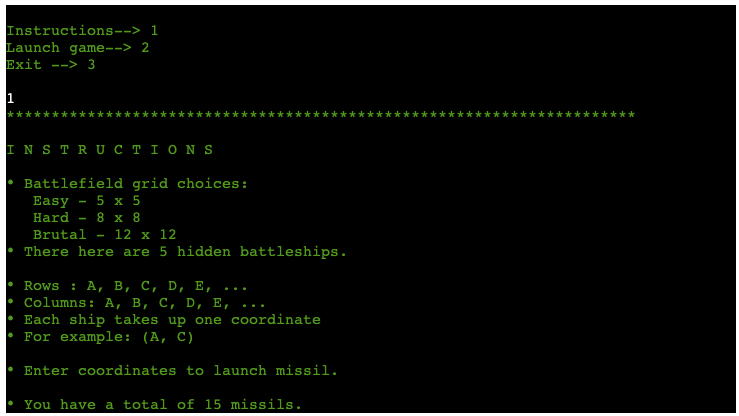 Instructions--> 1
Launch game--> 2
Exit --> 3
1
**********************************************************************
I N S T R U C T I O N S
• Battlefield grid choices:
Easy - 5 x 5
Hard - 8 x 8
Brutal - 12 x 12
• There here are 5 hidden battleships.
• Rows : A, B, C, D, E, ...
• Columns: A, B, C, D, E, ...
• Each ship takes up one coordinate
• For example: (A, C)
• Enter coordinates to launch missil.
• You have a total of 15 missils.